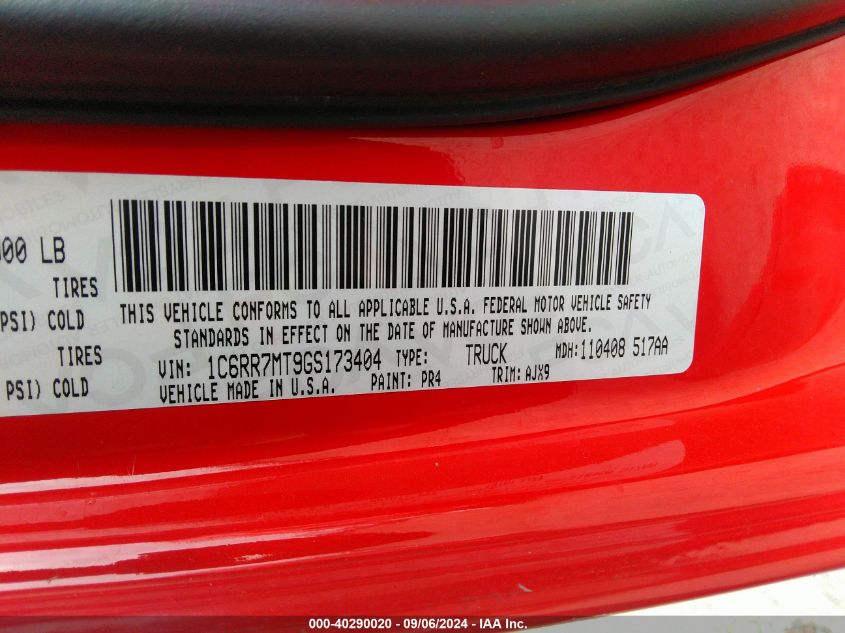 000 LB
TIRES
PSI) COLD
TIRES
PSI) COLD
THIS VEHICLE CONFORMS TO ALL APPLICABLE U.S.A. FEDERAL MOTOR VEHICLE SAFETY
STANDARDS IN EFFECT ON THE DATE OF MANUFACTURE SHOWN ABOVE.
VIN: 1C6RR7MT9GS173404 TYPE: TRUCK MDH:110408 517AA
VEHICLE MADE IN U.S.A. PAINT: PR4 TRIM: AJX9
000-40290020 - 09/06/2024 - IAA Inc.